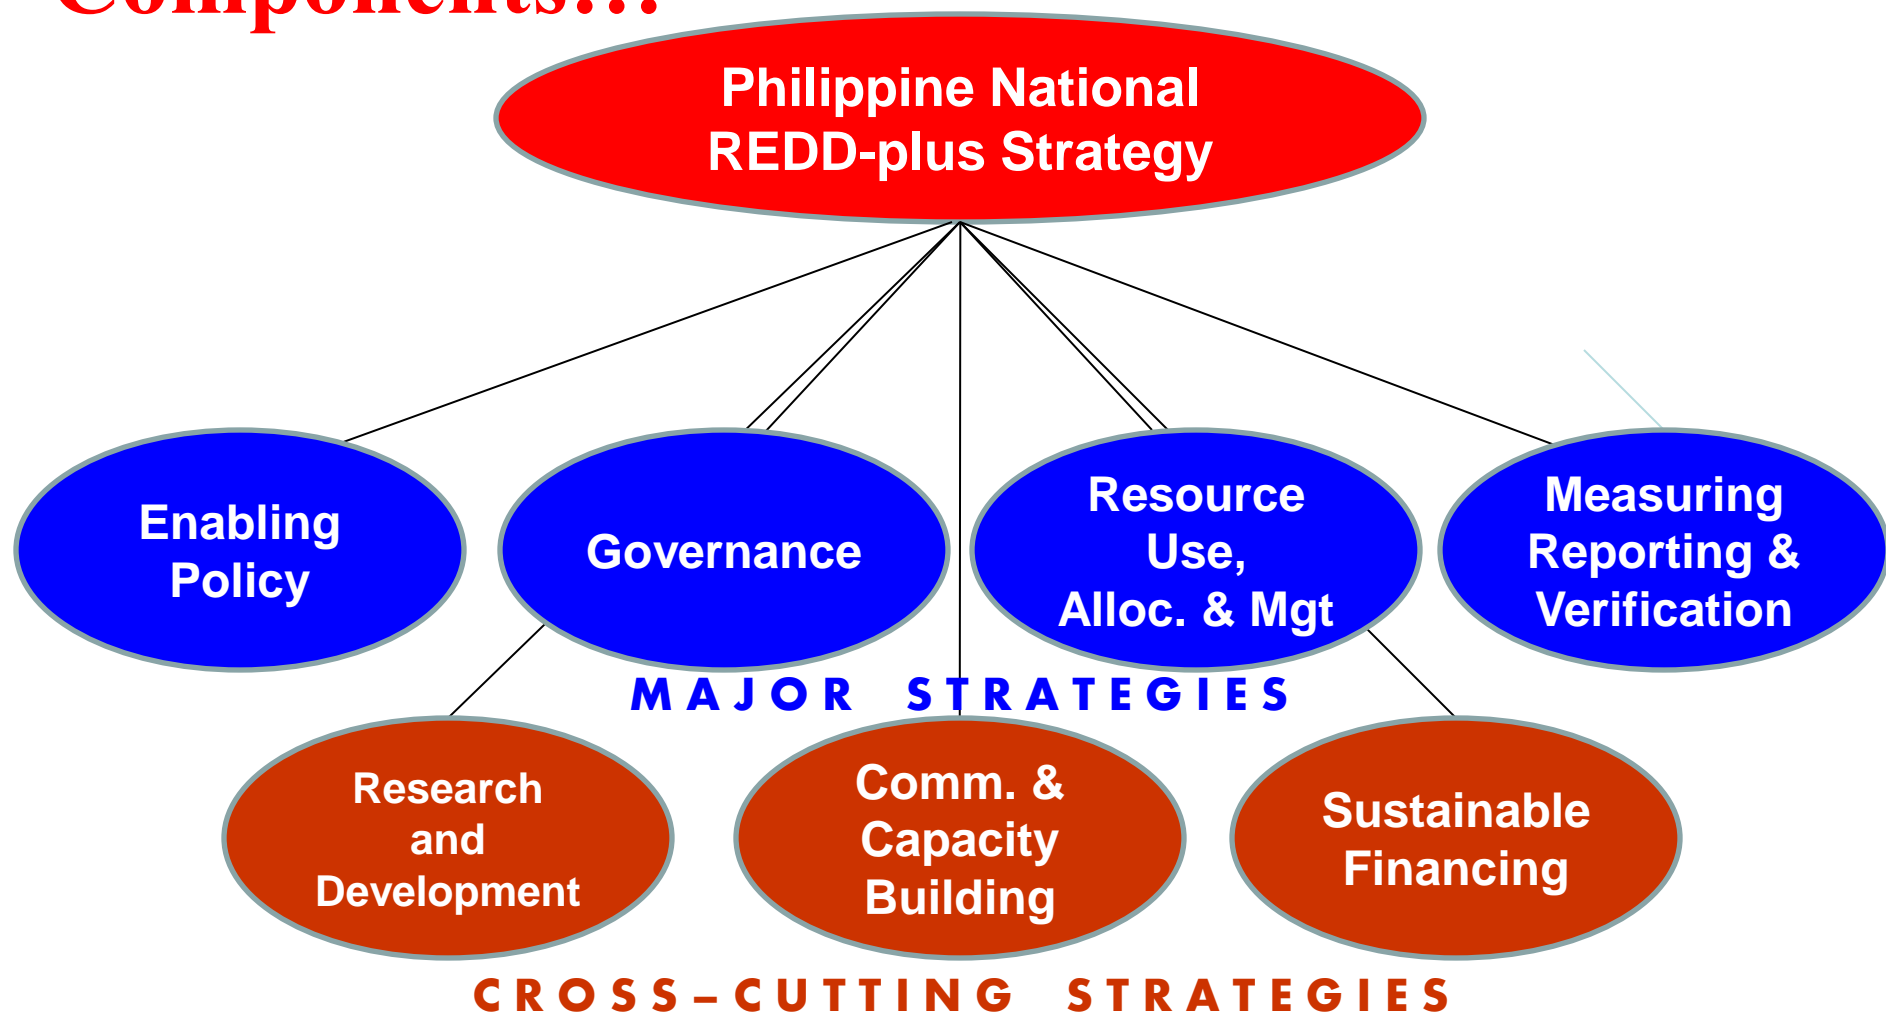 Components...
Philippine National
REDD-plus Strategy
Enabling
Policy
Governance
Resource
Use,
Alloc. & Mgt
Measuring
Reporting &
Verification
MAJOR STRATEGIES
Research
and
Development
Comm. &
Capacity
Building
Sustainable
Financing
CROSS–CUTTING STRATEGIES